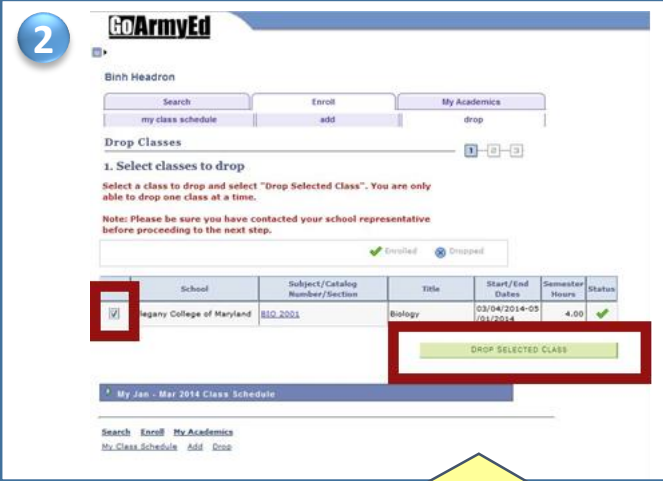 2
GoArmyEd
Binh Headron
Search Enroll My Academics
my class schedule add drop
Drop Classes
1 2 3
1. Select classes to drop
Select a class to drop and select "Drop Selected Class". You are only
able to drop one class at a time.
Note: Please be sure you have contacted your school representative
before proceeding to the next step.
Enrolled Dropped
School Subject/Catalog Number/Section Title Start/End Dates Semester Hours Status
legany College of Maryland BIO 2001 Biology 03/04/2014-05/01/2014 4.00
DROP SELECTED CLASS
My Jan - Mar 2014 Class Schedule
Search Enroll My Academics
My Class Schedule Add Drop